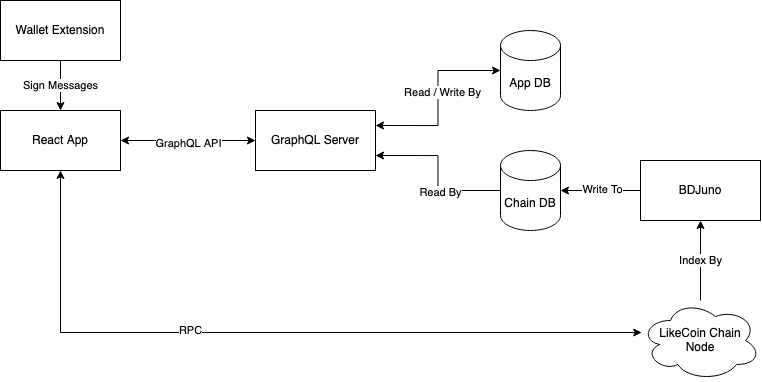 Wallet Extension
Sign Messages
React App
GraphQL API
GraphQL Server
Read / Write By
App DB
Read By
Chain DB
Write To
BDJuno
Index By
RPC
LikeCoin Chain
Node